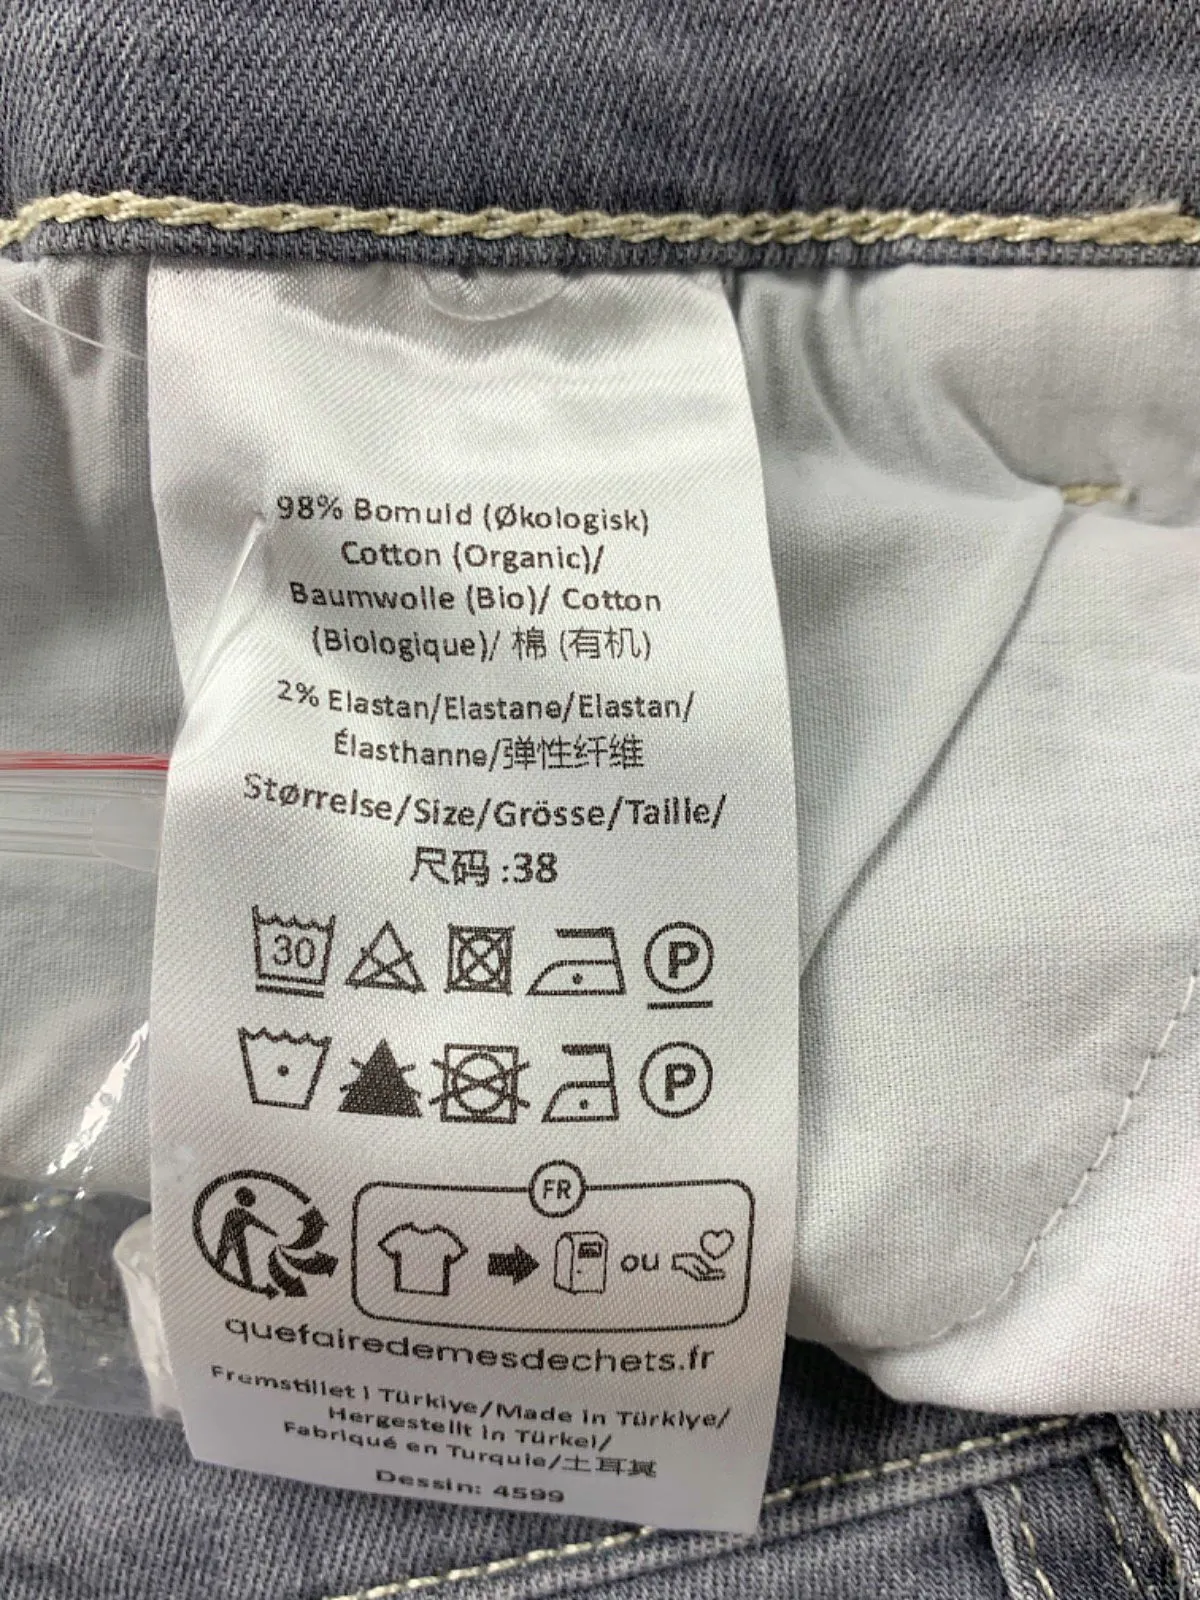 98% Bomuld (Økologisk)
Cotton (Organic)/
Baumwolle (Bio)/ Cotton
(Biologique)/ 棉 (有机)
2% Elastan/Elastane/Elastan/
Élasthanne/弹性纤维
Størrelse/Size/Grösse/Taille/
尺码 :38
30 P
P
FR
ou
quefairedemesdechets.fr
Fremstillet i Türkiye/Made in Türkiye/
Hergestellt in Türkei/
Fabriqué en Turquie/土耳其
Dessin: 4599